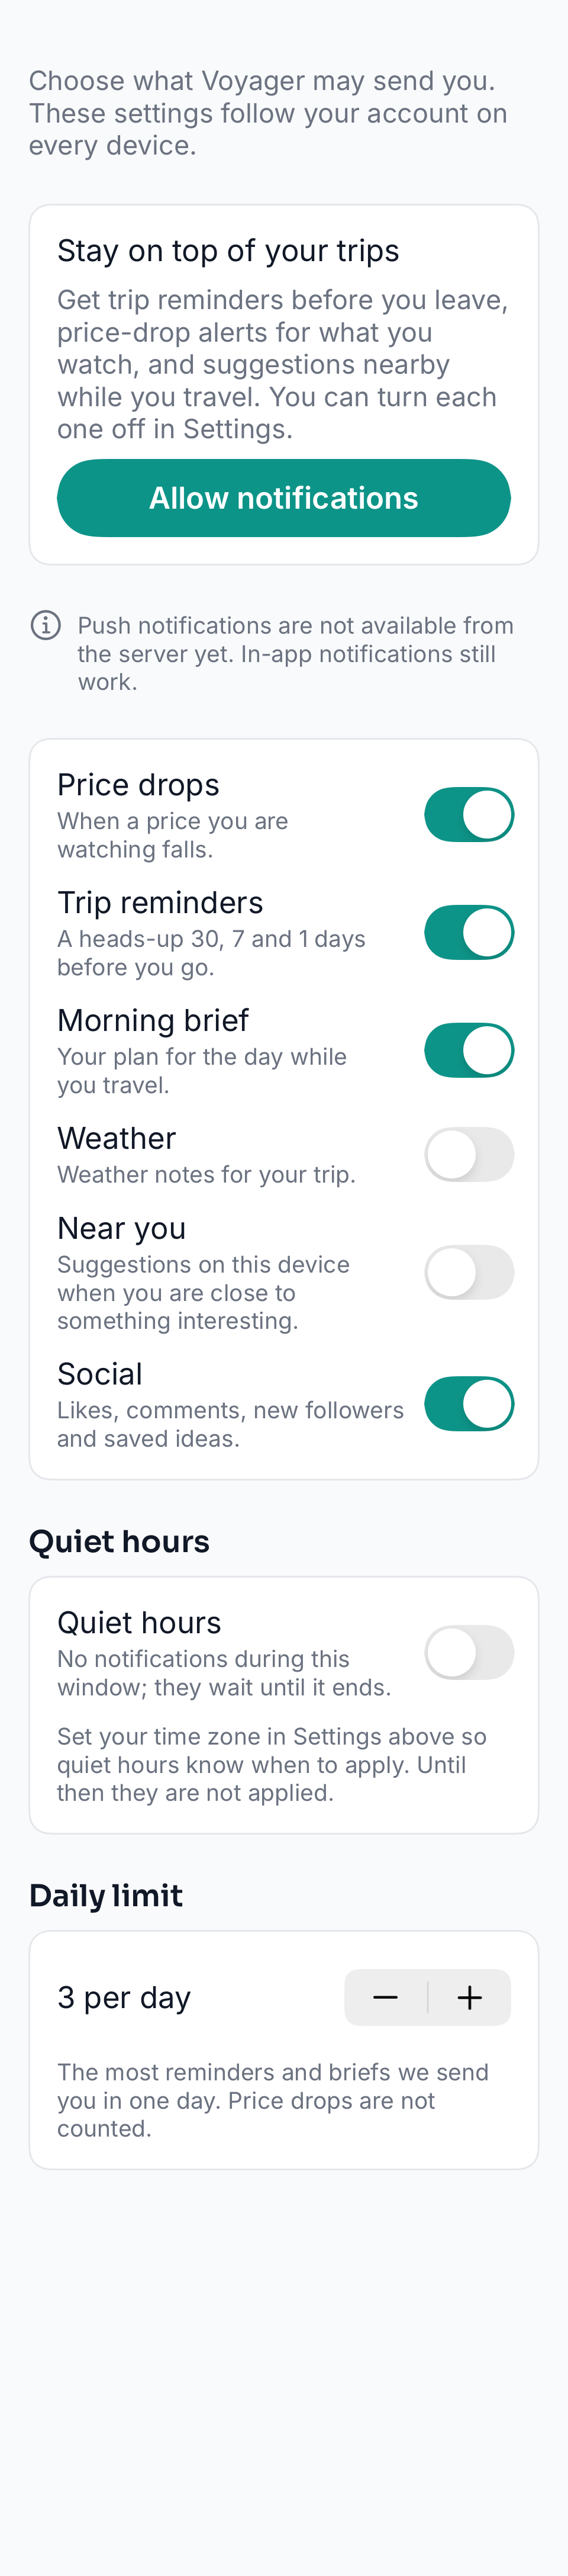 Choose what Voyager may send you.
These settings follow your account on
every device.
Stay on top of your trips
Get trip reminders before you leave,
price-drop alerts for what you
watch, and suggestions nearby
while you travel. You can turn each
one off in Settings.
Allow notifications
Push notifications are not available from
the server yet. In-app notifications still
work.
Price drops
When a price you are
watching falls.
Trip reminders
A heads-up 30, 7 and 1 days
before you go.
Morning brief
Your plan for the day while
you travel.
Weather
Weather notes for your trip.
Near you
Suggestions on this device
when you are close to
something interesting.
Social
Likes, comments, new followers
and saved ideas.
Quiet hours
Quiet hours
No notifications during this
window; they wait until it ends.
Set your time zone in Settings above so
quiet hours know when to apply. Until
then they are not applied.
Daily limit
3 per day
The most reminders and briefs we send
you in one day. Price drops are not
counted.